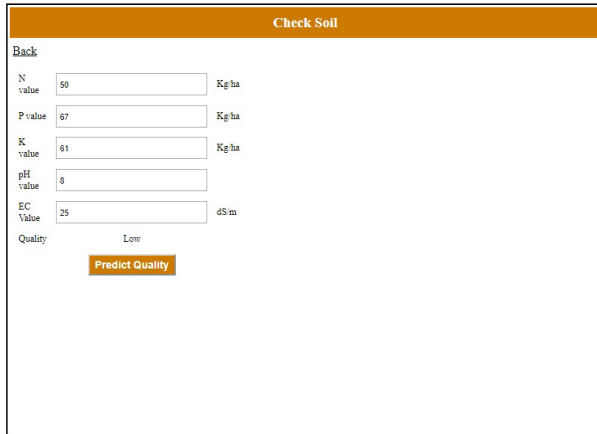 Check Soil
Back
N value 50 Kg/ha
P value 67 Kg/ha
K value 61 Kg/ha
pH value 8
EC Value 25 dS/m
Quality Low
Predict Quality